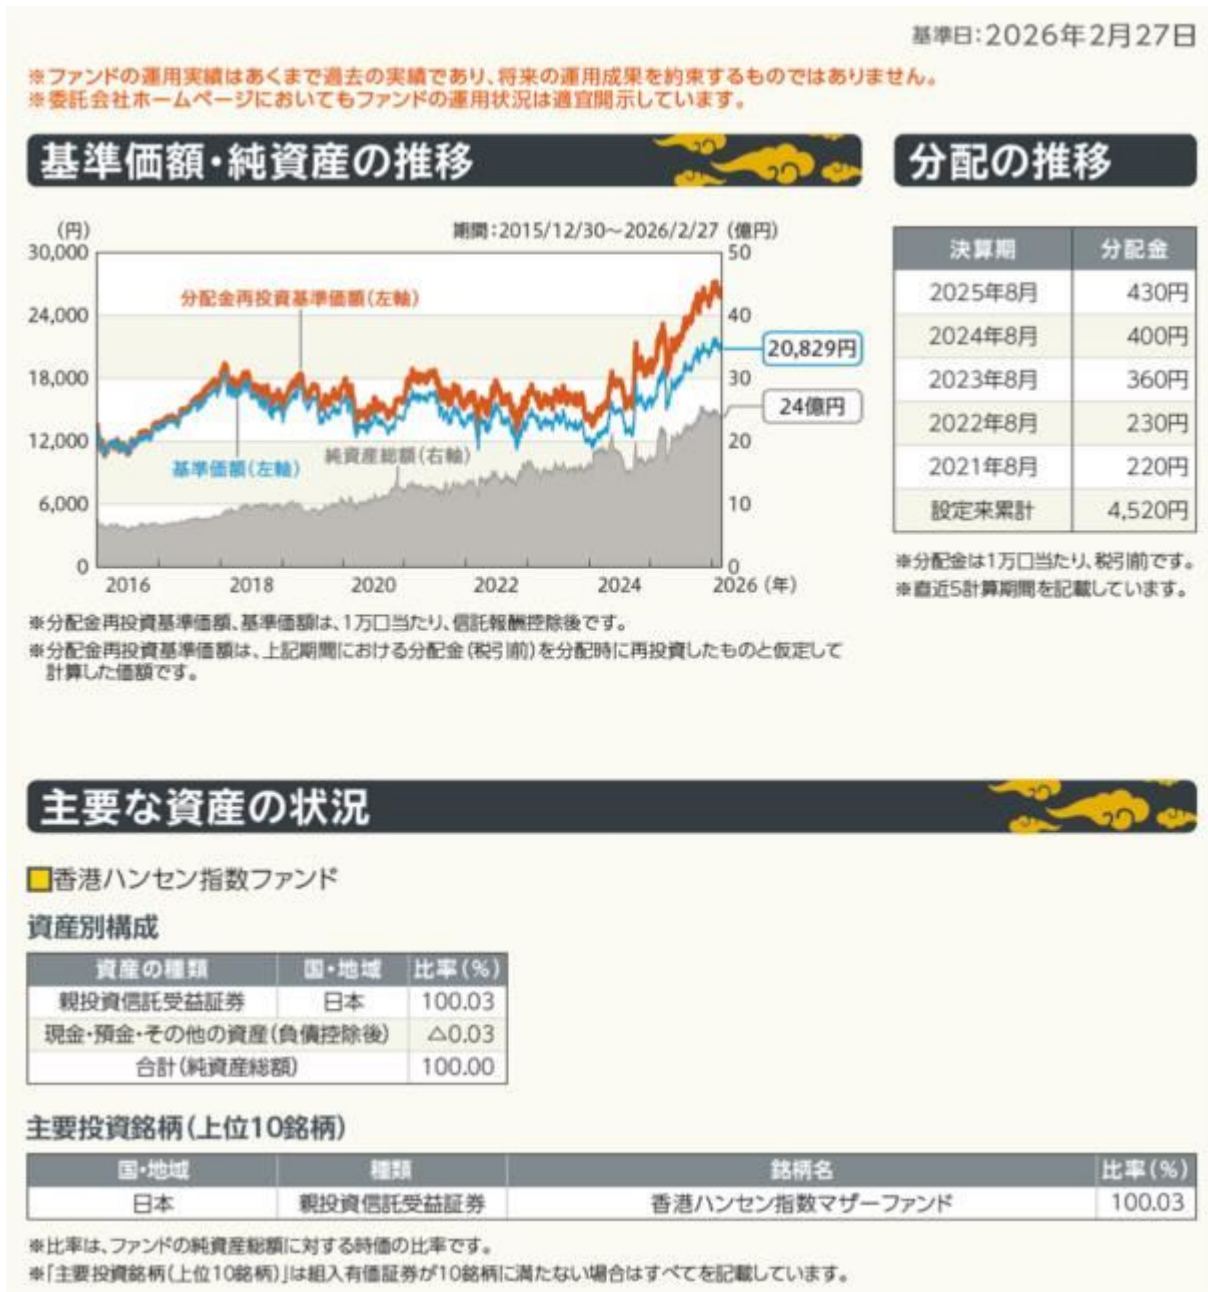 基準日:2026年2月27日
※ファンドの運用実績はあくまで過去の実績であり、将来の運用成果を約束するものではありません。
※委託会社ホームページにおいてもファンドの運用状況は適宜開示しています。
基準価額・純資産の推移
分配の推移
(円)
期間:2015/12/30~2026/2/27 (億円)
30,000
24,000
18,000
12,000
6,000
0
50
40
30
20
10
0
分配金再投資基準価額(左軸)
基準価額(左軸)
純資産総額(右軸)
20,829円
24億円
2016 2018 2020 2022 2024 2026 (年)
※分配金再投資基準価額、基準価額は、1万口当たり、信託報酬控除後です。
※分配金再投資基準価額は、上記期間における分配金(税引前)を分配時に再投資したものと仮定して
計算した価額です。
決算期 分配金
2025年8月 430円
2024年8月 400円
2023年8月 360円
2022年8月 230円
2021年8月 220円
設定来累計 4,520円
※分配金は1万口当たり、税引前です。
※直近5計算期間を記載しています。
主要な資産の状況
香港ハンセン指数ファンド
資産別構成
資産の種類 国・地域 比率(%)
親投資信託受益証券 日本 100.03
現金・預金・その他の資産(負債控除後) △0.03
合計(純資産総額) 100.00
主要投資銘柄(上位10銘柄)
国・地域 種類 銘柄名 比率(%)
日本 親投資信託受益証券 香港ハンセン指数マザーファンド 100.03
※比率は、ファンドの純資産総額に対する時価の比率です。
※「主要投資銘柄(上位10銘柄)」は組入有価証券が10銘柄に満たない場合はすべてを記載しています。